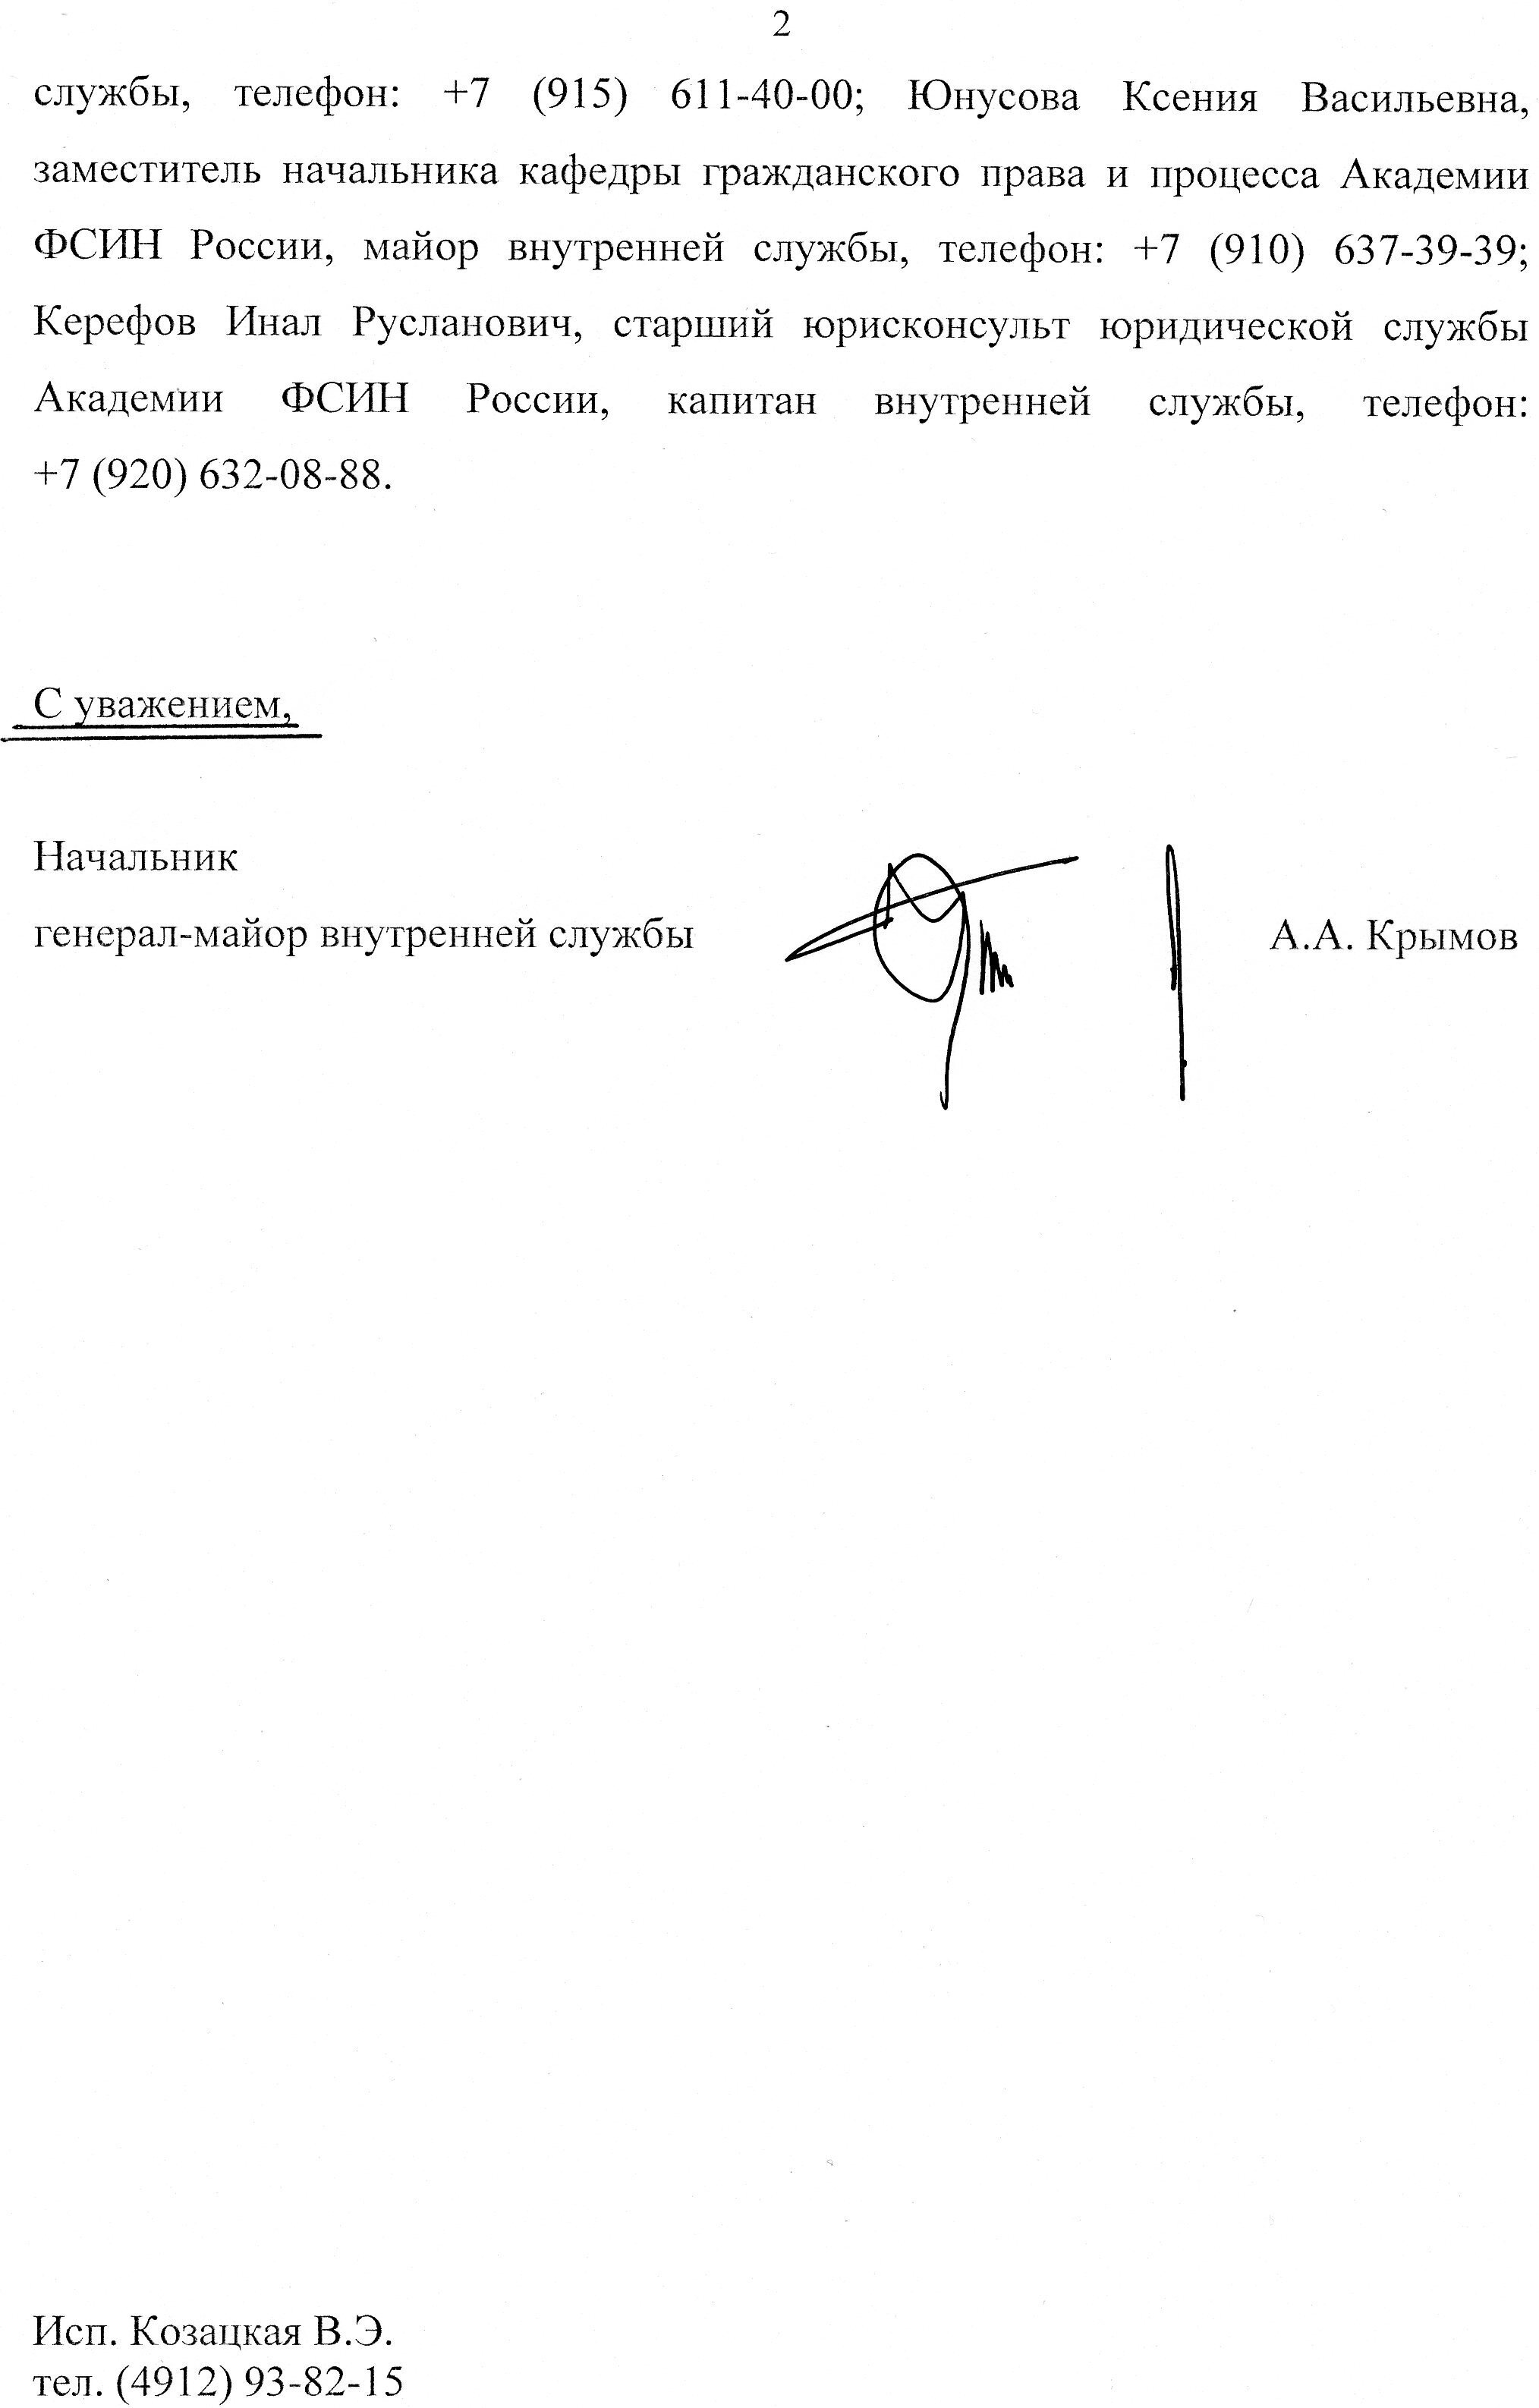 2
службы, телефон: +7 (915) 611-40-00; Юнусова Ксения Васильевна,
заместитель начальника кафедры гражданского права и процесса Академии
ФСИН России, майор внутренней службы, телефон: +7 (910) 637-39-39;
Керефов Инал Русланович, старший юрисконсульт юридической службы
Академии ФСИН России, капитан внутренней службы, телефон:
+7 (920) 632-08-88.
С уважением,
Начальник
генерал-майор внутренней службы А.А. Крымов
Исп. Козацкая В.Э.
тел. (4912) 93-82-15